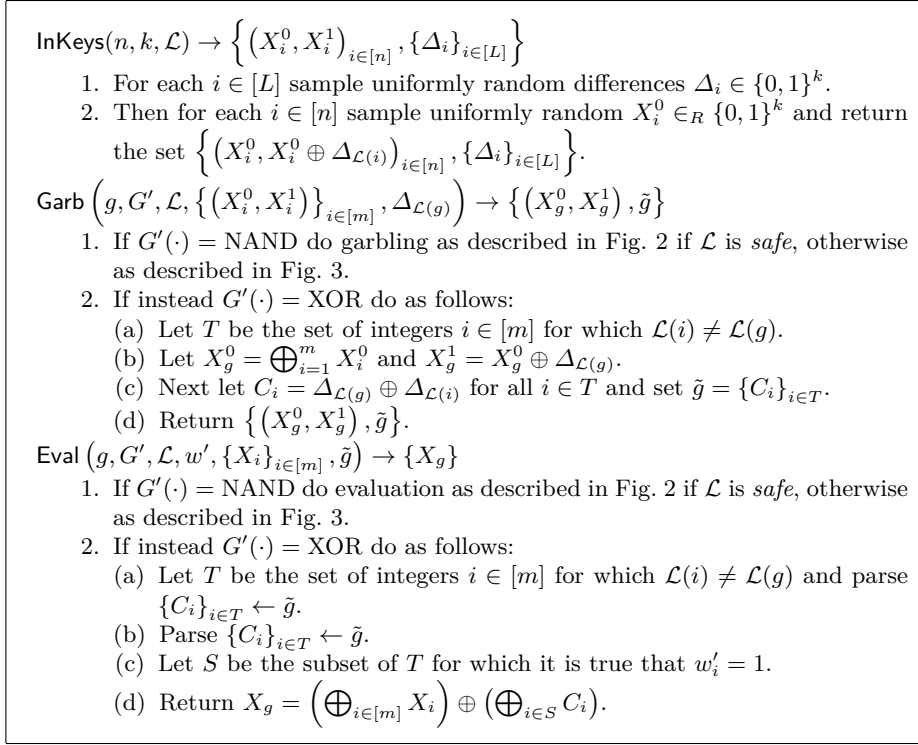 InKeys(n, k, ℒ) → {(X_i^0, X_i^1)_{i∈[n]}, {Δ_i}_{i∈[L]}}
1. For each i ∈ [L] sample uniformly random differences Δ_i ∈ {0, 1}^k.
2. Then for each i ∈ [n] sample uniformly random X_i^0 ∈_R {0, 1}^k and return
the set {(X_i^0, X_i^0 ⊕ Δ_{ℒ(i)})_{i∈[n]}, {Δ_i}_{i∈[L]}}.
Garb (g, G′, ℒ, {(X_i^0, X_i^1)}_{i∈[m]}, Δ_{ℒ(g)}) → {(X_g^0, X_g^1), g̃}
1. If G′(·) = NAND do garbling as described in Fig. 2 if ℒ is safe, otherwise
as described in Fig. 3.
2. If instead G′(·) = XOR do as follows:
(a) Let T be the set of integers i ∈ [m] for which ℒ(i) ≠ ℒ(g).
(b) Let X_g^0 = ⨁_{i=1}^m X_i^0 and X_g^1 = X_g^0 ⊕ Δ_{ℒ(g)}.
(c) Next let C_i = Δ_{ℒ(g)} ⊕ Δ_{ℒ(i)} for all i ∈ T and set g̃ = {C_i}_{i∈T}.
(d) Return {(X_g^0, X_g^1), g̃}.
Eval (g, G′, ℒ, w′, {X_i}_{i∈[m]}, g̃) → {X_g}
1. If G′(·) = NAND do evaluation as described in Fig. 2 if ℒ is safe, otherwise
as described in Fig. 3.
2. If instead G′(·) = XOR do as follows:
(a) Let T be the set of integers i ∈ [m] for which ℒ(i) ≠ ℒ(g) and parse
{C_i}_{i∈T} ← g̃.
(b) Parse {C_i}_{i∈T} ← g̃.
(c) Let S be the subset of T for which it is true that w′_i = 1.
(d) Return X_g = (⨁_{i∈[m]} X_i) ⊕ (⨁_{i∈S} C_i).